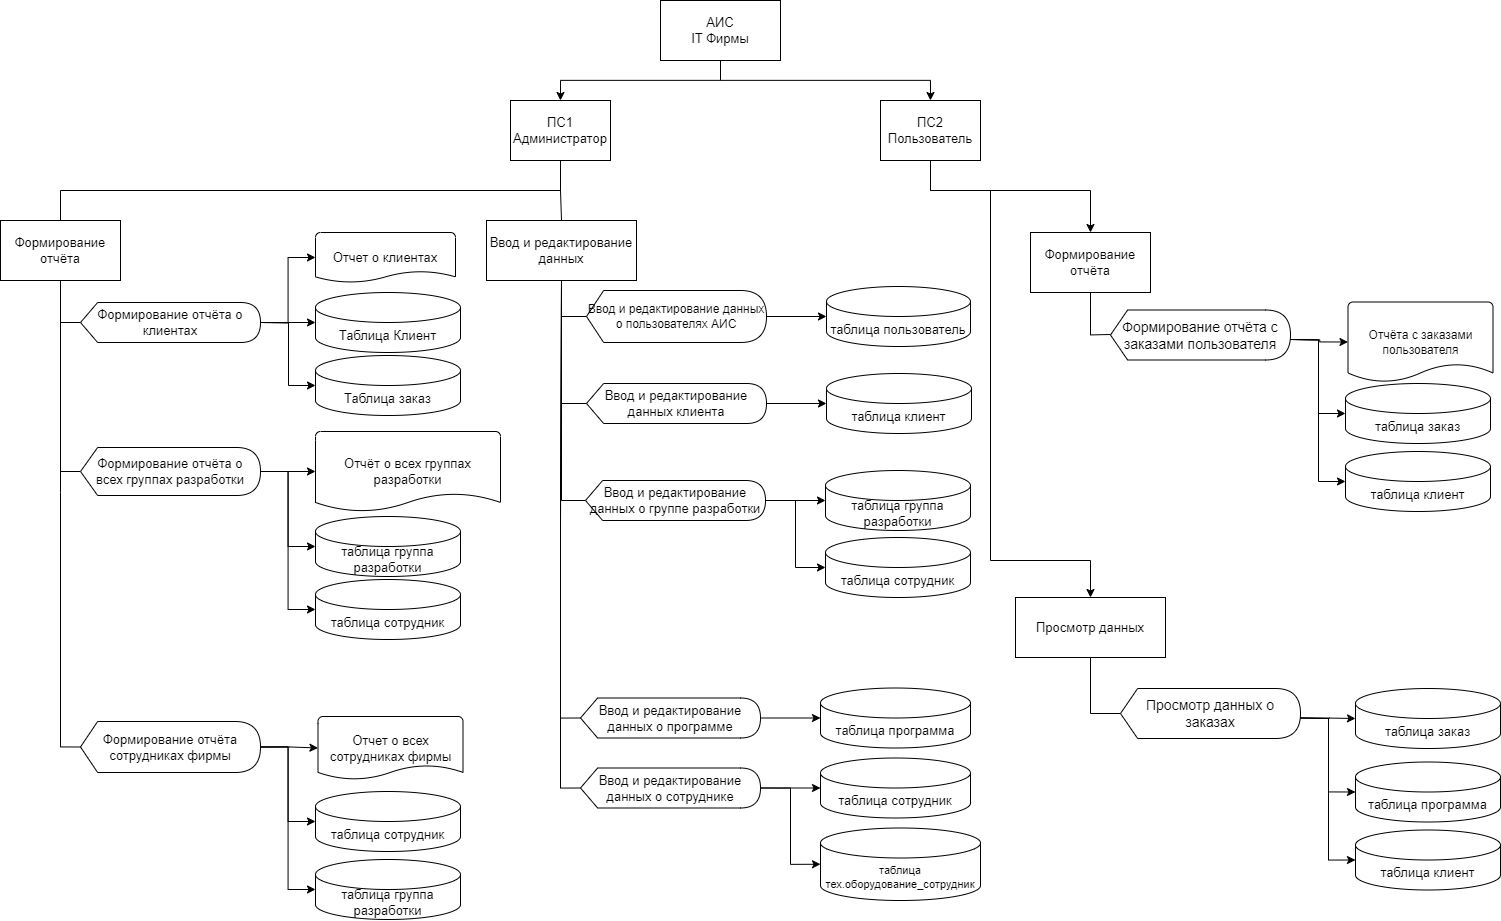 АИС
IT Фирмы
ПС1
Администратор
ПС2
Пользователь
Формирование
отчёта
Формирование отчёта о
клиентах
Отчет о клиентах
Таблица Клиент
Таблица заказ
Формирование отчёта о
всех группах разработки
Отчёт о всех группах
разработки
таблица группа
разработки
таблица сотрудник
Формирование отчёта
сотрудниках фирмы
Отчет о всех
сотрудниках фирмы
таблица сотрудник
таблица группа
разработки
Ввод и редактирование
данных
Ввод и редактирование данных
о пользователях АИС
таблица пользователь
Ввод и редактирование
данных клиента
таблица клиент
Ввод и редактирование
данных о группе разработки
таблица группа
разработки
таблица сотрудник
Ввод и редактирование
данных о программе
таблица программа
Ввод и редактирование
данных о сотруднике
таблица сотрудник
таблица
тех.оборудование_сотрудник
Формирование
отчёта
Формирование отчёта с
заказами пользователя
Отчёта с заказами
пользователя
таблица заказ
таблица клиент
Просмотр данных
Просмотр данных о
заказах
таблица заказ
таблица программа
таблица клиент